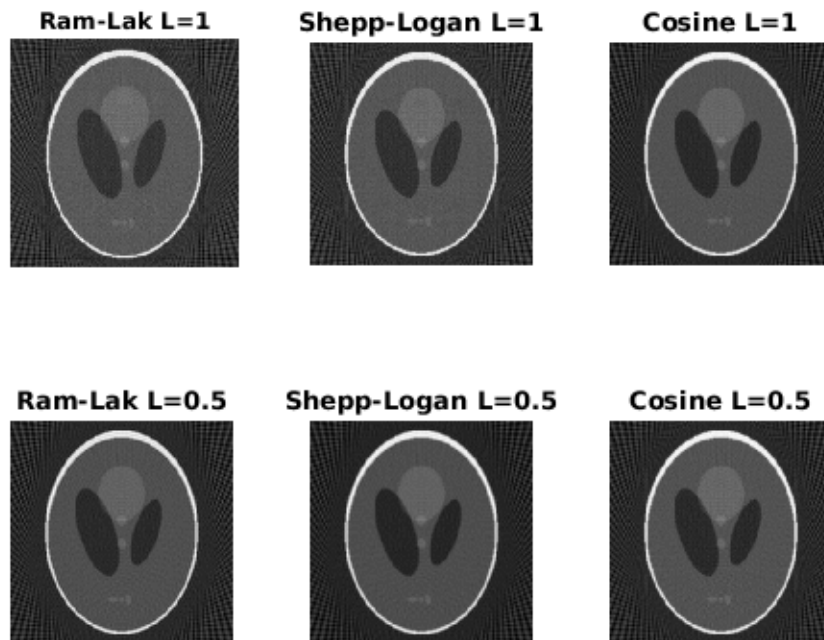 Ram-Lak L=1
Shepp-Logan L=1
Cosine L=1
Ram-Lak L=0.5
Shepp-Logan L=0.5
Cosine L=0.5